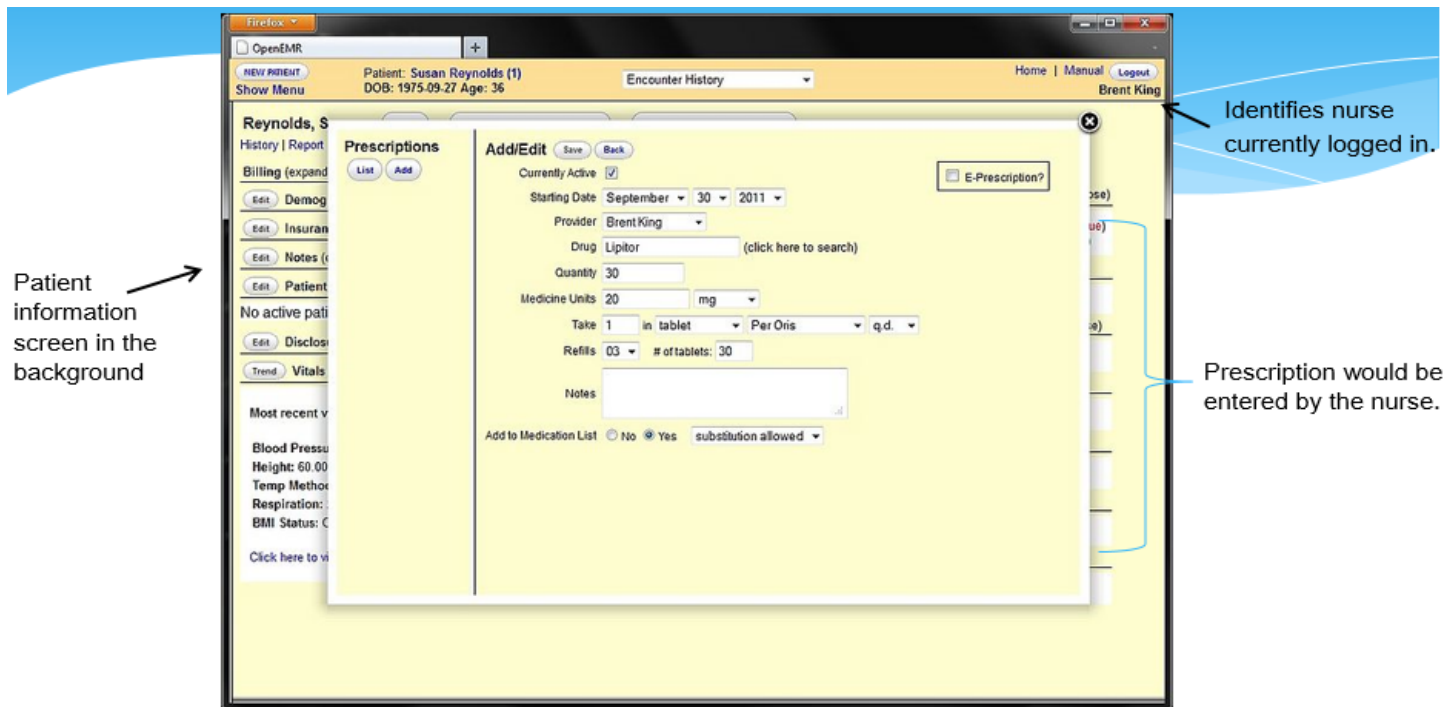 Firefox
OpenEMR
+
NEW PATIENT
Show Menu
Patient: Susan Reynolds (1)
DOB: 1975-09-27 Age: 36
Encounter History
Home | Manual Logout
Brent King
Identifies nurse
currently logged in.
Reynolds, S
History | Report
Billing (expand
Edit Demog
Edit Insuran
Edit Notes (
Edit Patient
No active pati
Edit Disclos
Trend Vitals
Most recent v
Blood Pressu
Height: 60.00
Temp Metho
Respiration:
BMI Status:
Click here to vi
Patient
information
screen in the
background
Prescriptions
List Add
Add/Edit Save Back
Currently Active
E-Prescription?
Starting Date September 30 2011
Provider Brent King
Drug Lipitor (click here to search)
Quantity 30
Medicine Units 20 mg
Take 1 in tablet Per Oris q.d.
Refills 03 # of tablets: 30
Notes
Add to Medication List No Yes substitution allowed
Prescription would be
entered by the nurse.